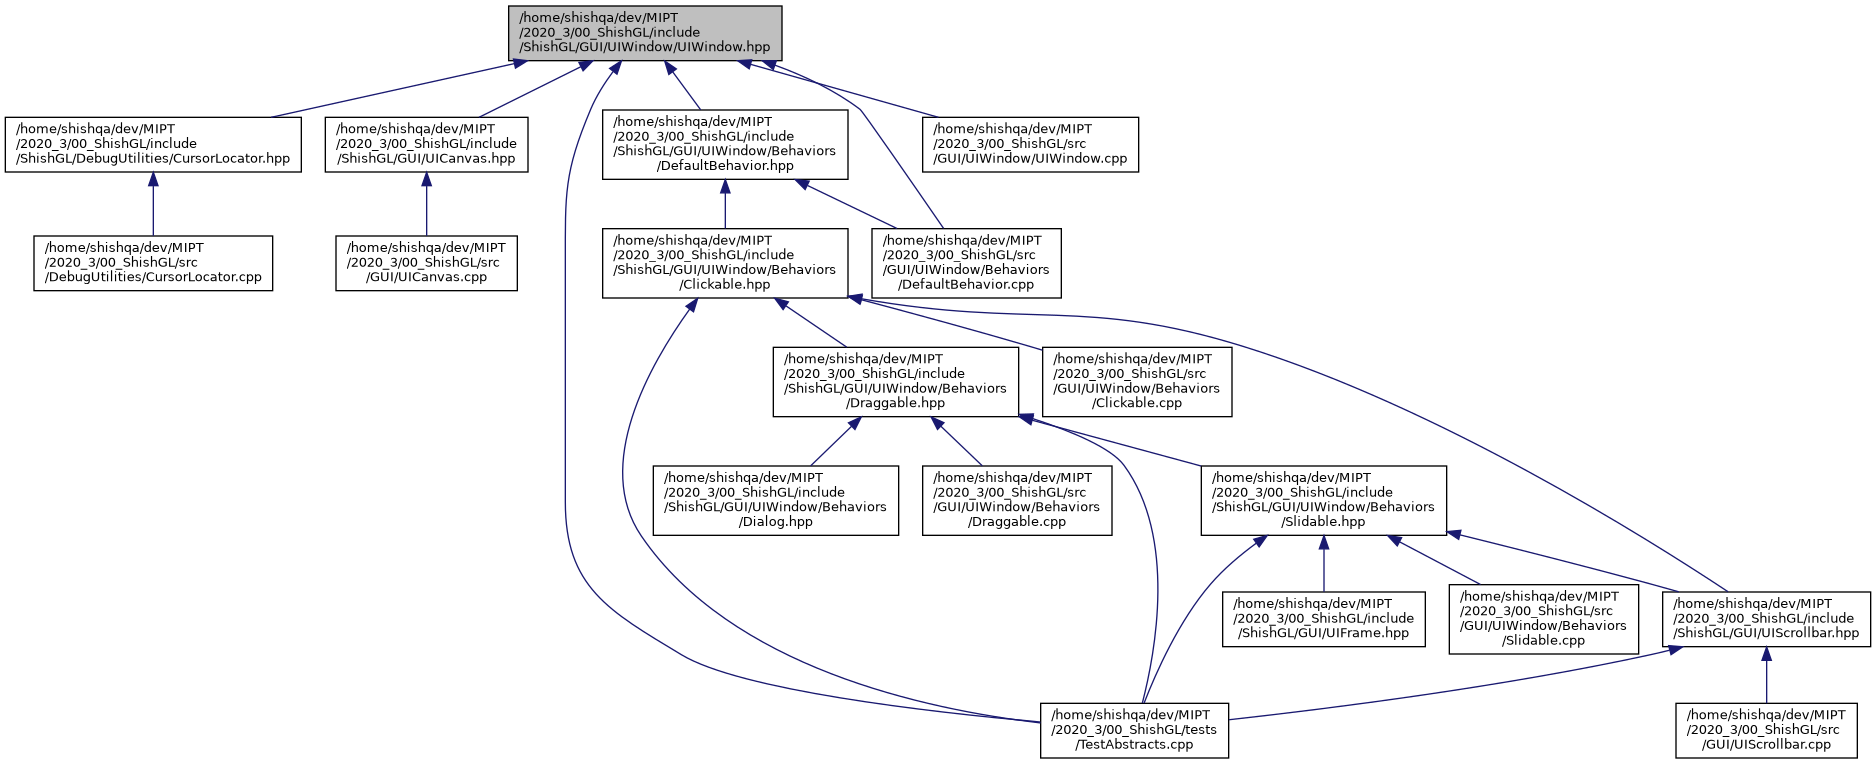 /home/shishqa/dev/MIPT
/2020_3/00_ShishGL/include
/ShishGL/GUI/UIWindow/UIWindow.hpp
/home/shishqa/dev/MIPT
/2020_3/00_ShishGL/include
/ShishGL/DebugUtilities/CursorLocator.hpp
/home/shishqa/dev/MIPT
/2020_3/00_ShishGL/include
/ShishGL/GUI/UICanvas.hpp
/home/shishqa/dev/MIPT
/2020_3/00_ShishGL/include
/ShishGL/GUI/UIWindow/Behaviors
/DefaultBehavior.hpp
/home/shishqa/dev/MIPT
/2020_3/00_ShishGL/src
/GUI/UIWindow/UIWindow.cpp
/home/shishqa/dev/MIPT
/2020_3/00_ShishGL/src
/DebugUtilities/CursorLocator.cpp
/home/shishqa/dev/MIPT
/2020_3/00_ShishGL/src
/GUI/UICanvas.cpp
/home/shishqa/dev/MIPT
/2020_3/00_ShishGL/include
/ShishGL/GUI/UIWindow/Behaviors
/Clickable.hpp
/home/shishqa/dev/MIPT
/2020_3/00_ShishGL/src
/GUI/UIWindow/Behaviors
/DefaultBehavior.cpp
/home/shishqa/dev/MIPT
/2020_3/00_ShishGL/include
/ShishGL/GUI/UIWindow/Behaviors
/Draggable.hpp
/home/shishqa/dev/MIPT
/2020_3/00_ShishGL/src
/GUI/UIWindow/Behaviors
/Clickable.cpp
/home/shishqa/dev/MIPT
/2020_3/00_ShishGL/include
/ShishGL/GUI/UIWindow/Behaviors
/Dialog.hpp
/home/shishqa/dev/MIPT
/2020_3/00_ShishGL/src
/GUI/UIWindow/Behaviors
/Draggable.cpp
/home/shishqa/dev/MIPT
/2020_3/00_ShishGL/include
/ShishGL/GUI/UIWindow/Behaviors
/Slidable.hpp
/home/shishqa/dev/MIPT
/2020_3/00_ShishGL/include
/ShishGL/GUI/UIFrame.hpp
/home/shishqa/dev/MIPT
/2020_3/00_ShishGL/src
/GUI/UIWindow/Behaviors
/Slidable.cpp
/home/shishqa/dev/MIPT
/2020_3/00_ShishGL/include
/ShishGL/GUI/UIScrollbar.hpp
/home/shishqa/dev/MIPT
/2020_3/00_ShishGL/tests
/TestAbstracts.cpp
/home/shishqa/dev/MIPT
/2020_3/00_ShishGL/src
/GUI/UIScrollbar.cpp